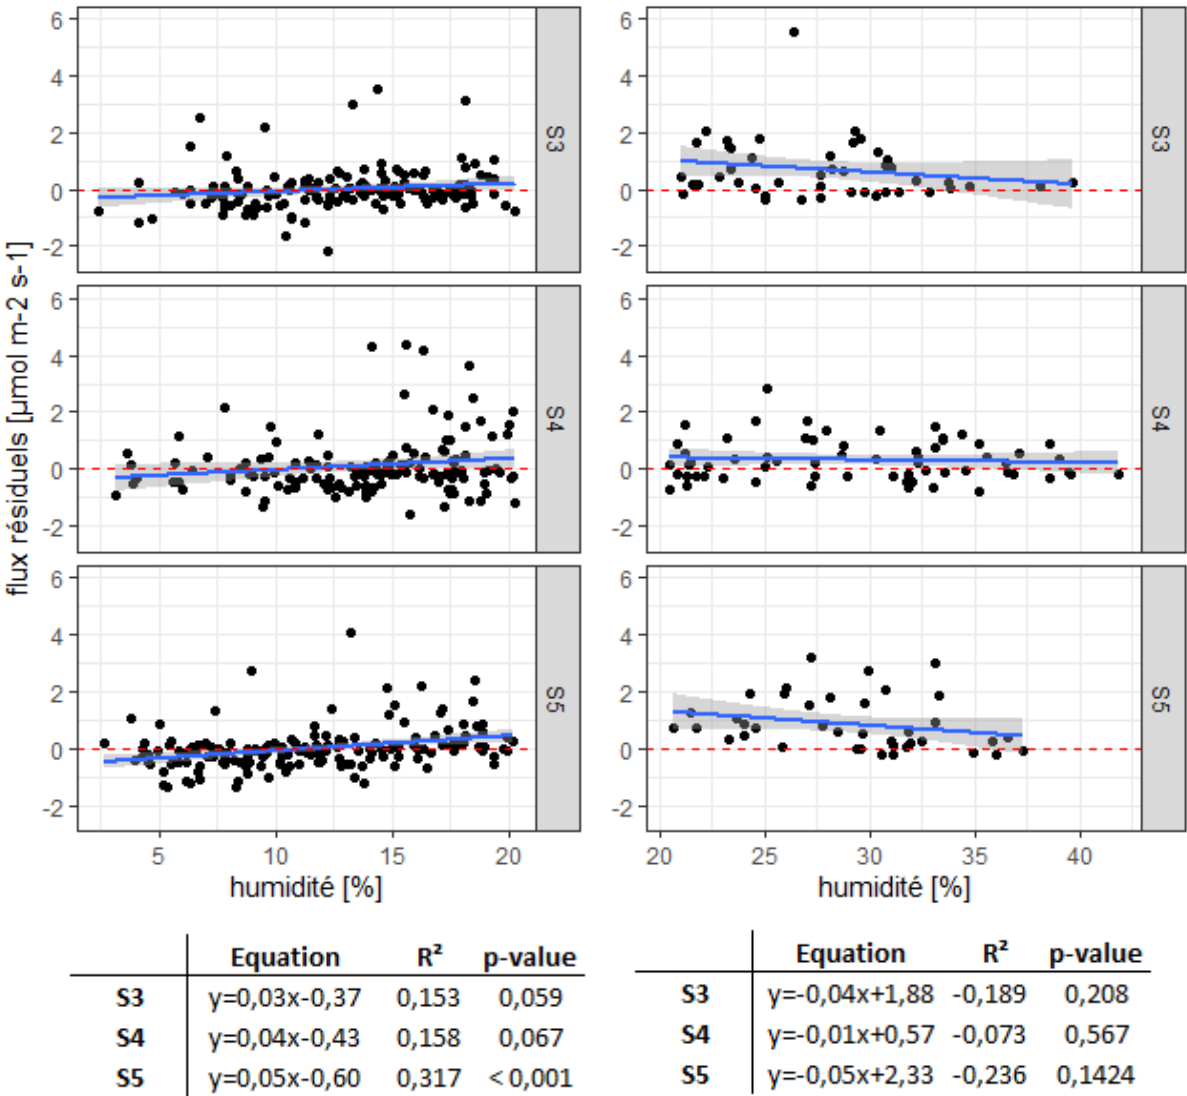 flux résiduels [µmol m-2 s-1]
6
4
2
0
-2
S3
6
4
2
0
-2
S3
6
4
2
0
-2
S4
6
4
2
0
-2
S4
6
4
2
0
-2
S5
6
4
2
0
-2
S5
5 10 15 20
humidité [%]
20 25 30 35 40
humidité [%]
Equation R² p-value
S3 y=0,03x-0,37 0,153 0,059
S4 y=0,04x-0,43 0,158 0,067
S5 y=0,05x-0,60 0,317 < 0,001
Equation R² p-value
S3 y=-0,04x+1,88 -0,189 0,208
S4 y=-0,01x+0,57 -0,073 0,567
S5 y=-0,05x+2,33 -0,236 0,1424